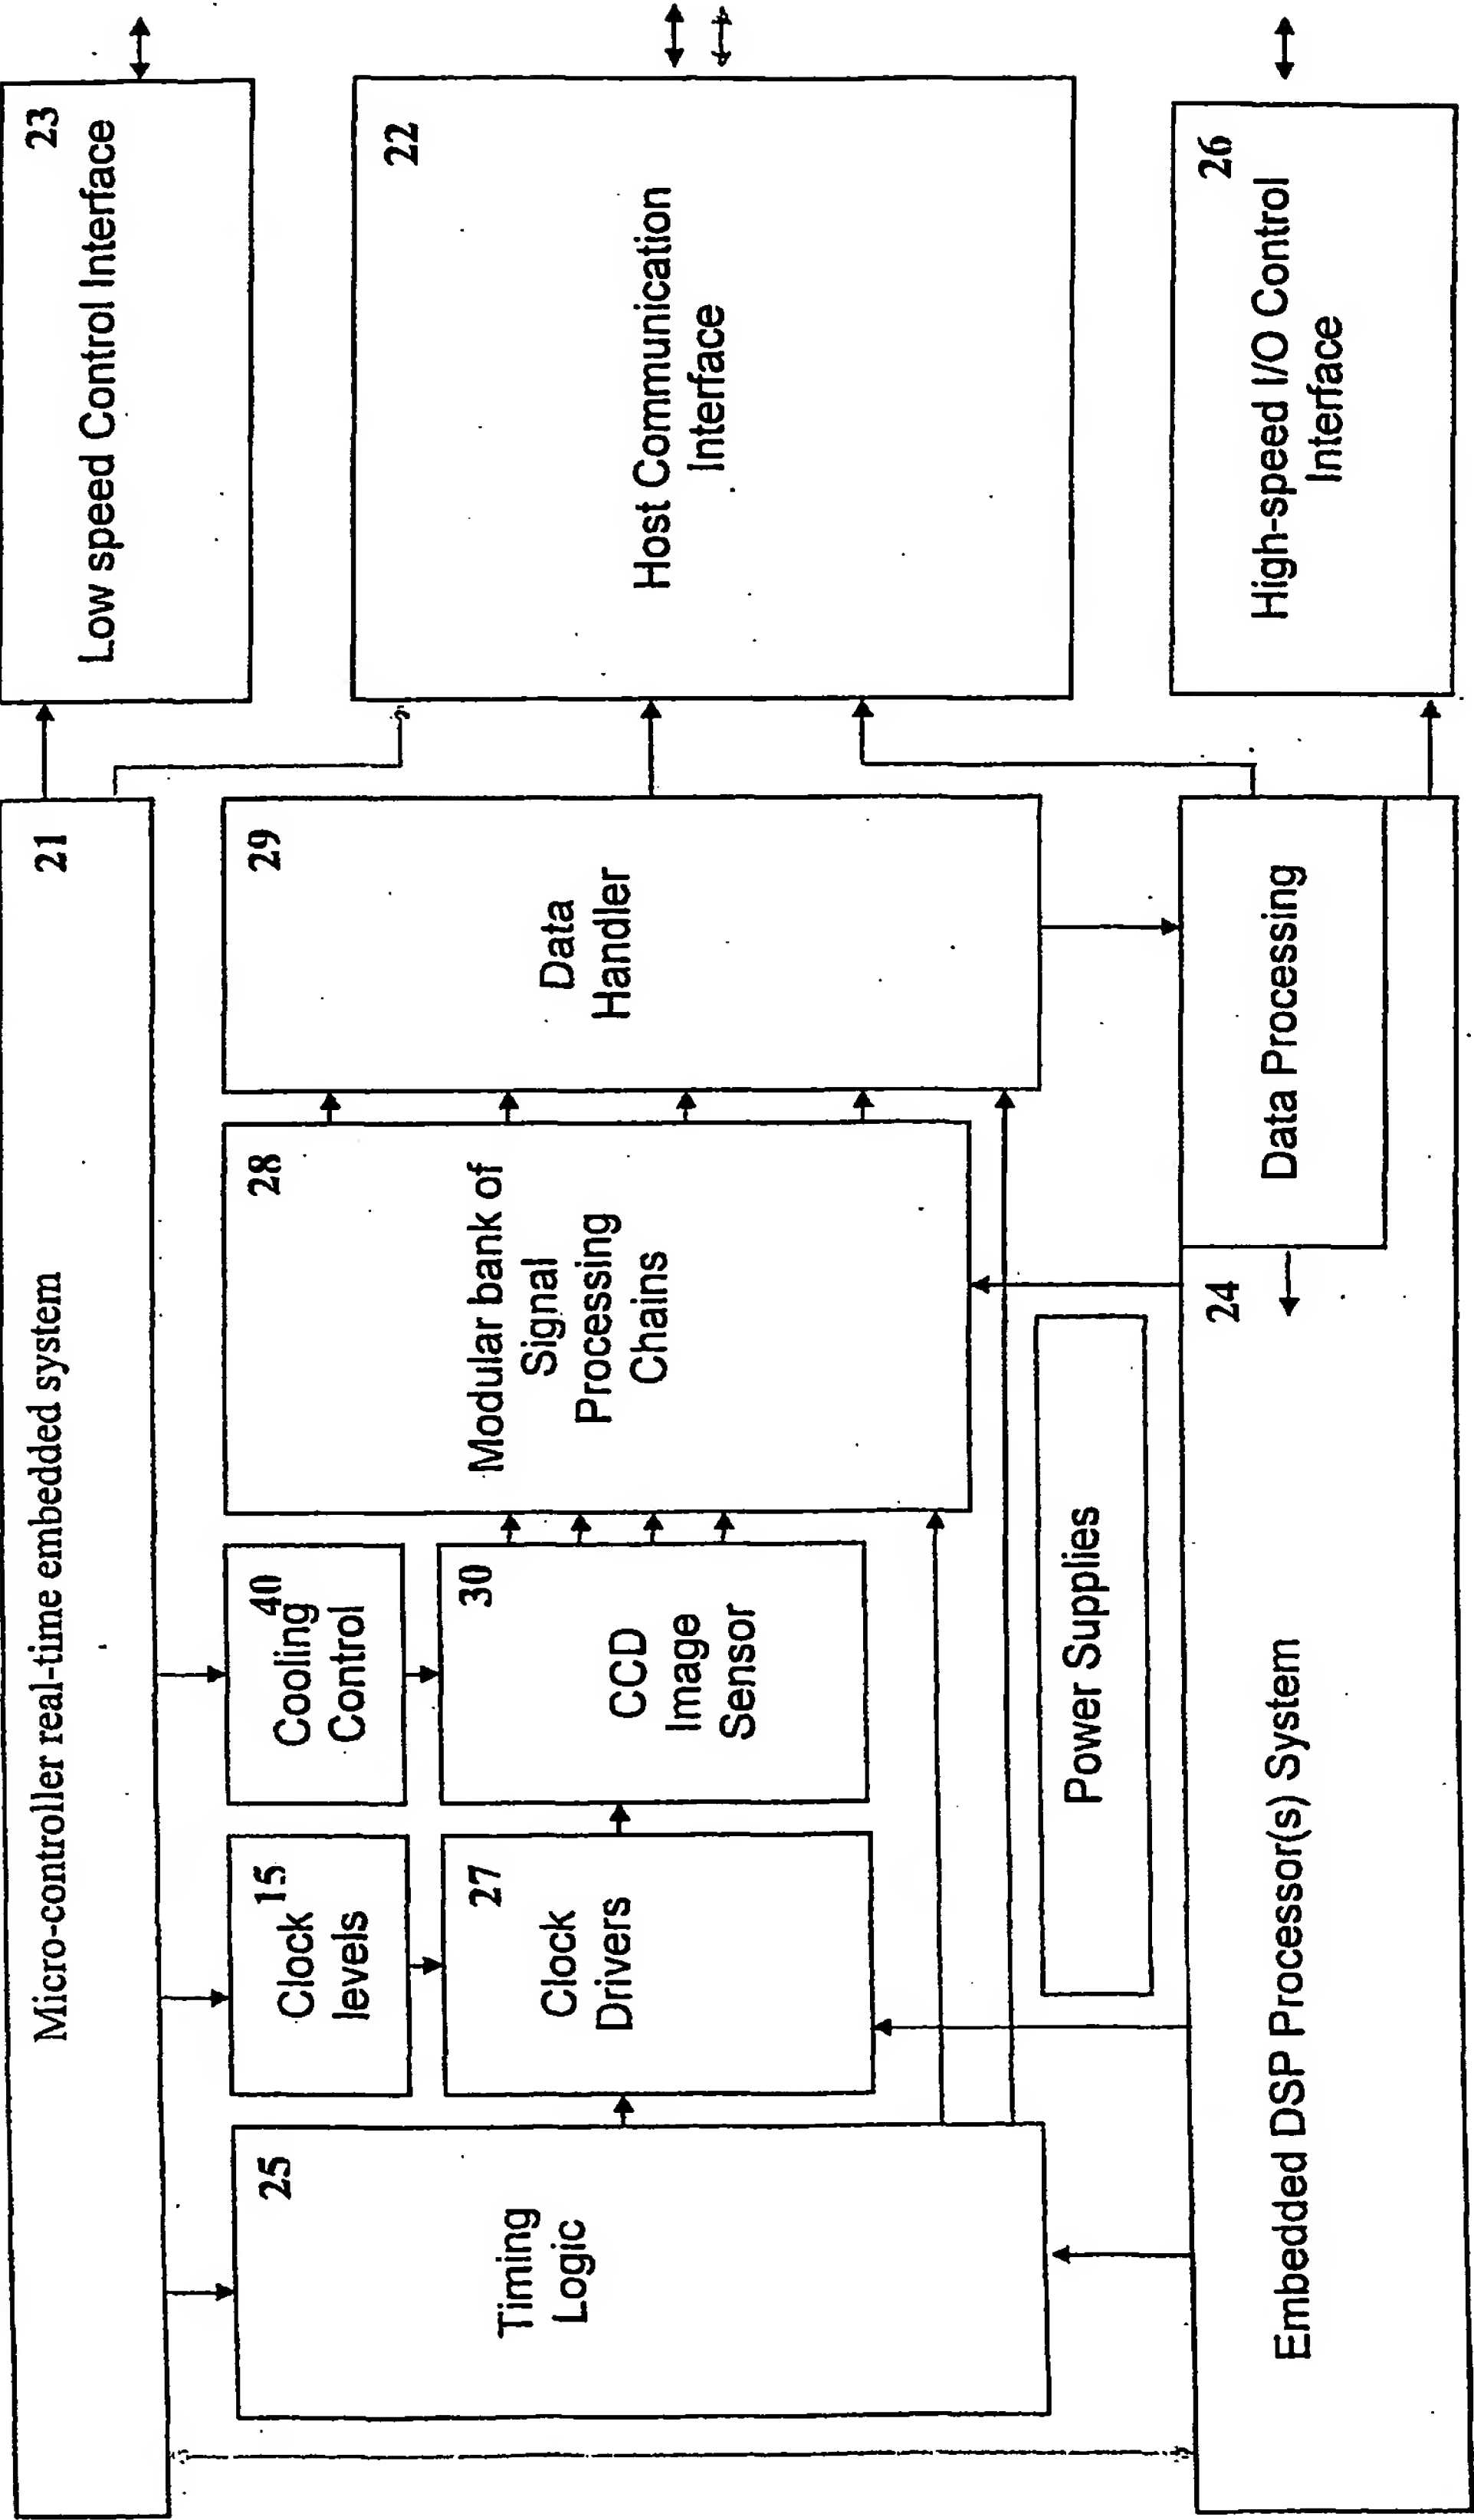 Micro-controller real-time embedded system
21
23
Low speed Control Interface
25
Timing
Logic
15
Clock
levels
27
Clock
Drivers
40
Cooling
Control
30
CCD
Image
Sensor
28
Modular bank of
Signal
Processing
Chains
29
Data
Handler
22
Host Communication
Interface
Power Supplies
24
Embedded DSP Processor(s) System
Data Processing
26
High-speed I/O Control
Interface